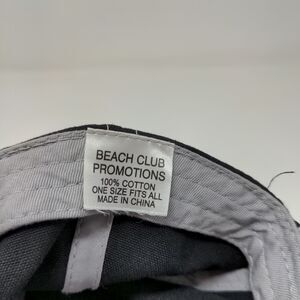 BEACH CLUB
PROMOTIONS
100% COTTON
ONE SIZE FITS ALL
MADE IN CHINA